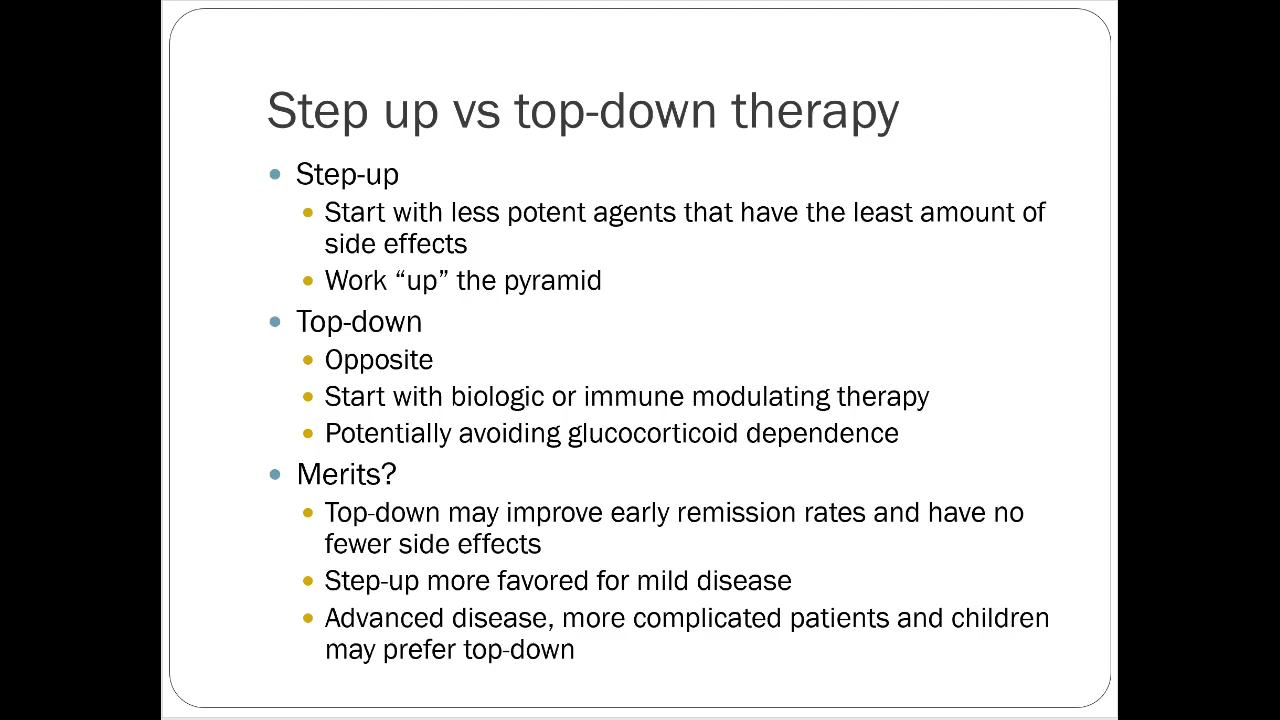 Step up vs top-down therapy
• Step-up
• Start with less potent agents that have the least amount of
side effects
• Work “up” the pyramid
• Top-down
• Opposite
• Start with biologic or immune modulating therapy
• Potentially avoiding glucocorticoid dependence
• Merits?
• Top-down may improve early remission rates and have no
fewer side effects
• Step-up more favored for mild disease
• Advanced disease, more complicated patients and children
may prefer top-down